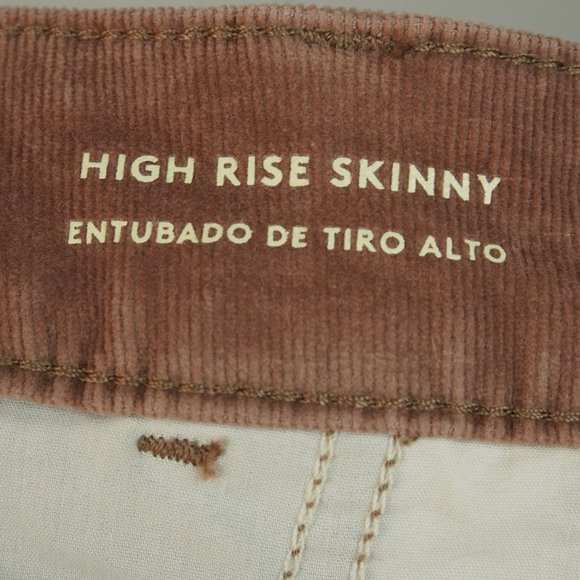 HIGH RISE SKINNY
ENTUBADO DE TIRO ALTO